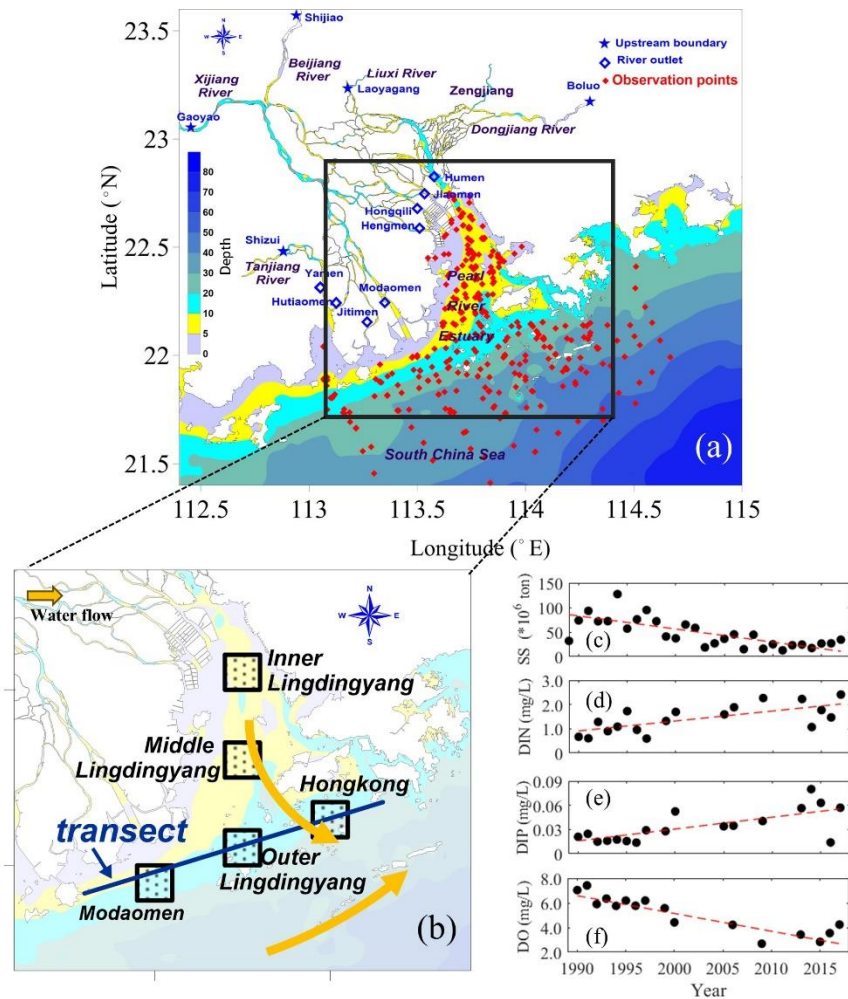 23.5
23
22.5
22
21.5
Latitude (°N)
112.5
113
113.5
114
114.5
115
Longitude (°E)
N
W
E
S
Shijiao
Beijiang
River
Liuxi River
Laoyagang
Zengjiang
Boluo
Dongjiang River
Xijiang
River
Gaoyao
Upstream boundary
River outlet
Observation points
80
70
60
50
40
30
20
10
5
0
Depth
Humen
Jiaomen
Hongqili
Hengmen
Shizui
Tanjiang
River
Yamen
Hutiaomen
Modaomen
Jitimen
Pearl
River
Estuary
South China Sea
(a)
Water flow
N
W
E
S
Inner
Lingdingyang
Middle
Lingdingyang
Hongkong
transect
Outer
Lingdingyang
Modaomen
(b)
SS (*10⁶ ton)
150
100
50
0
(c)
DIN (mg/L)
3.0
2.0
1.0
0
(d)
DIP (mg/L)
0.09
0.06
0.03
0
(e)
DO (mg/L)
8.0
6.0
4.0
2.0
(f)
1990
1995
2000
2005
2010
2015
Year